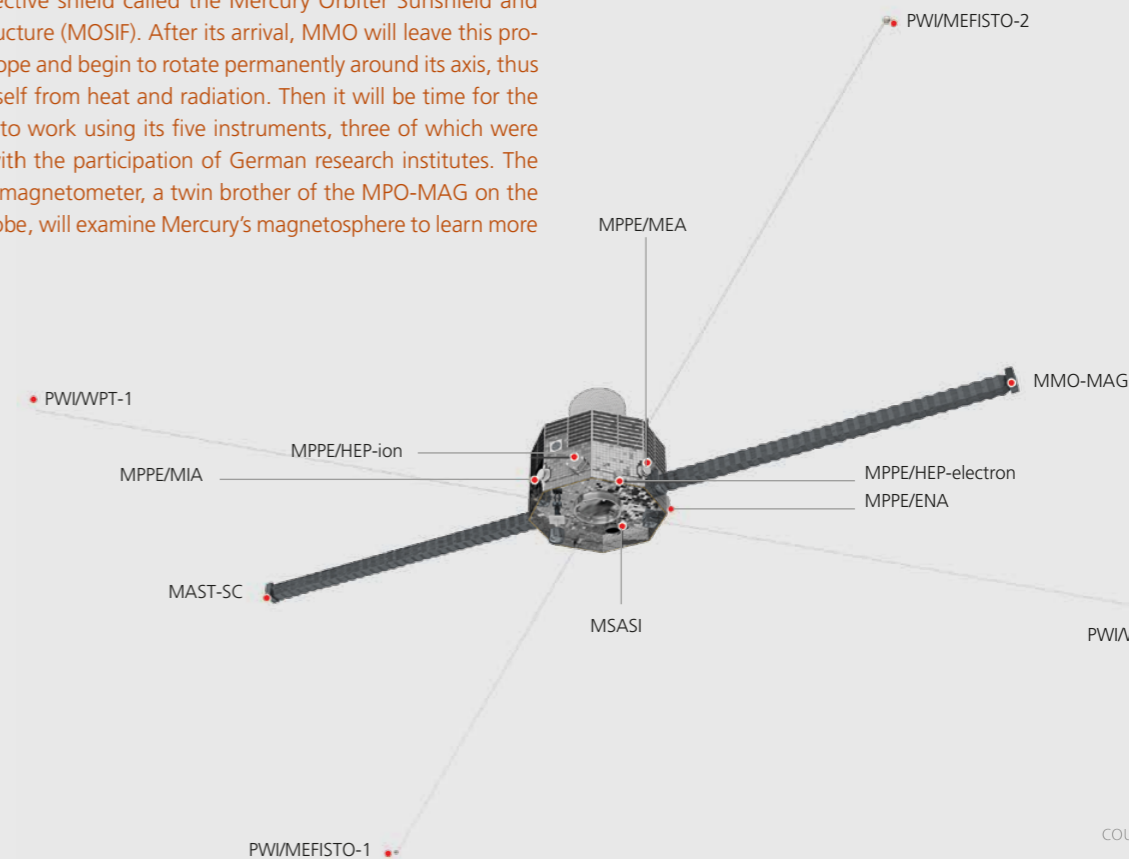 ective shield called the Mercury Orbiter Sunshield and
ucture (MOSIF). After its arrival, MMO will leave this pro-
ope and begin to rotate permanently around its axis, thus
self from heat and radiation. Then it will be time for the
to work using its five instruments, three of which were
ith the participation of German research institutes. The
magnetometer, a twin brother of the MPO-MAG on the
obe, will examine Mercury's magnetosphere to learn more
PWI/MEFISTO-2
MPPE/MEA
MMO-MAG
PWI/WPT-1
MPPE/HEP-ion
MPPE/MIA
MPPE/HEP-electron
MPPE/ENA
MAST-SC
MSASI
PWI/
PWI/MEFISTO-1
COU